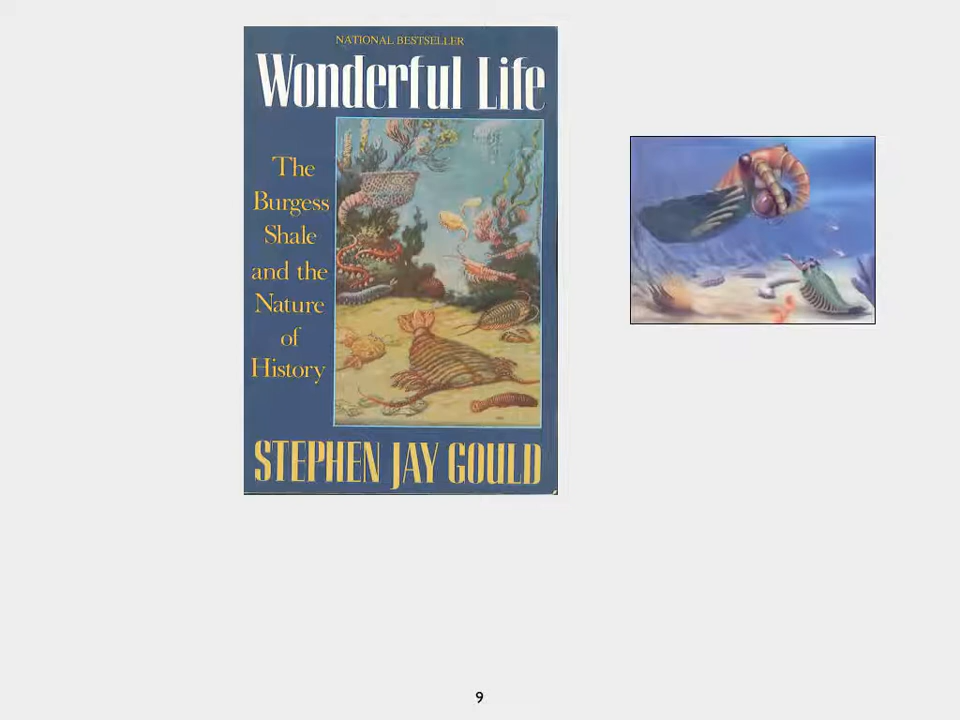 NATIONAL BESTSELLER
Wonderful Life
The
Burgess
Shale
and the
Nature
of
History
STEPHEN JAY GOULD
9